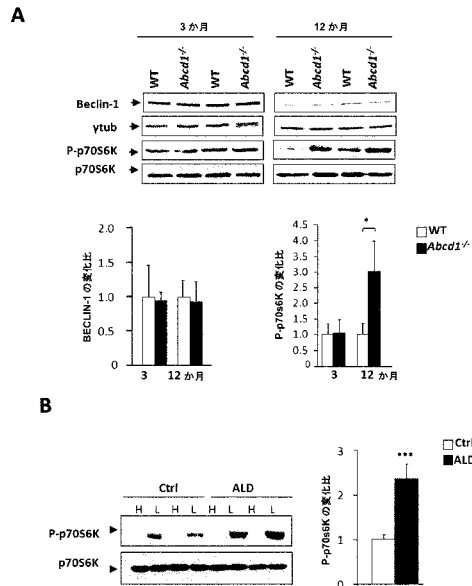 A
3 か月 12 か月
WT Abcd1-/- WT Abcd1-/- WT Abcd1-/- WT Abcd1-/-
Beclin-1
γtub
P-p70S6K
p70S6K
BECLIN-1 の変化比
2.0
1.5
1.0
0.5
0
3 12 か月
P-p70s6K の変化比
4.5
4.0
3.5
3.0
2.5
2.0
1.5
1.0
0.5
3 12 か月
*
WT
Abcd1-/-
B
Ctrl ALD
H L H L H L H L
P-p70S6K
p70S6K
P-p70s6K の変化比
3
2
1
0
***
Ctrl
ALD